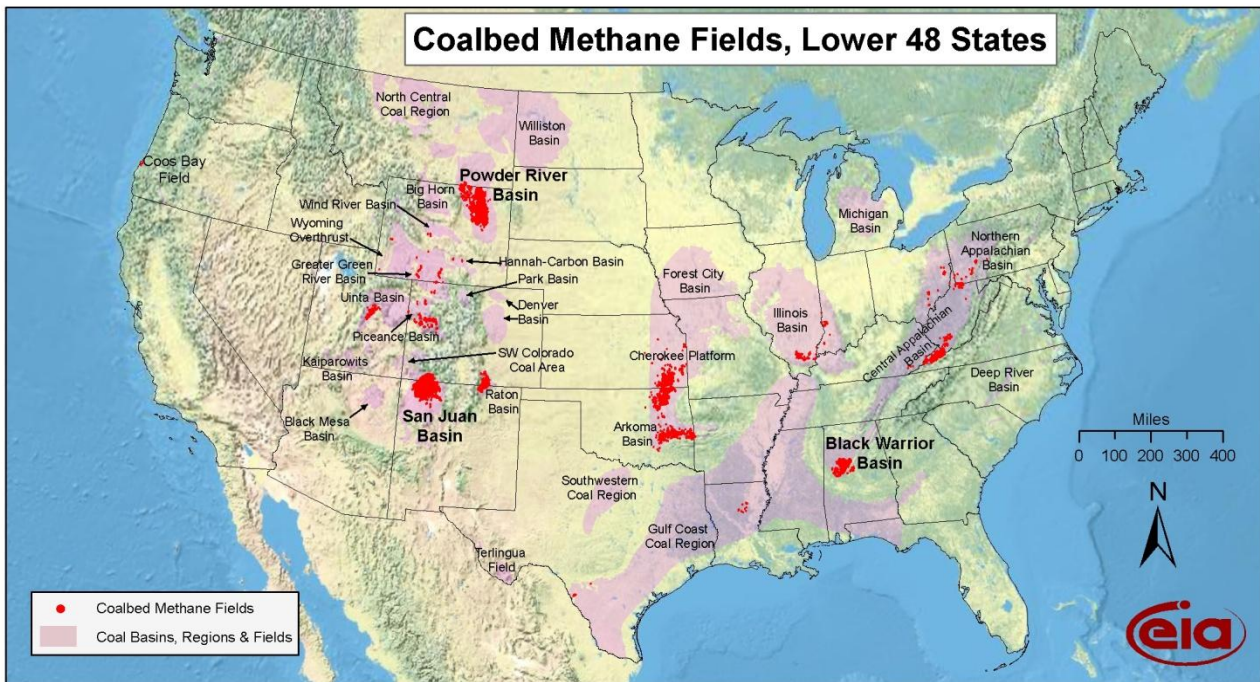 Coalbed Methane Fields, Lower 48 States
North Central
Coal Region
Williston
Basin
Coos Bay
Field
Powder River
Basin
Big Horn
Basin
Wind River Basin
Wyoming
Overthrust
Greater Green
River Basin
Hannah-Carbon Basin
Park Basin
Uinta Basin
Denver
Basin
Piceance Basin
Kaiparowits
Basin
SW Colorado
Coal Area
Black Mesa
Basin
San Juan
Basin
Raton
Basin
Michigan
Basin
Northern
Appalachian
Basin
Forest City
Basin
Illinois
Basin
Central Appalachian
Basin
Cherokee Platform
Deep River
Basin
Arkoma
Basin
Black Warrior
Basin
Southwestern
Coal Region
Gulf Coast
Coal Region
Terlingua
Field
Miles
0 100 200 300 400
N
Coalbed Methane Fields
Coal Basins, Regions & Fields
eia